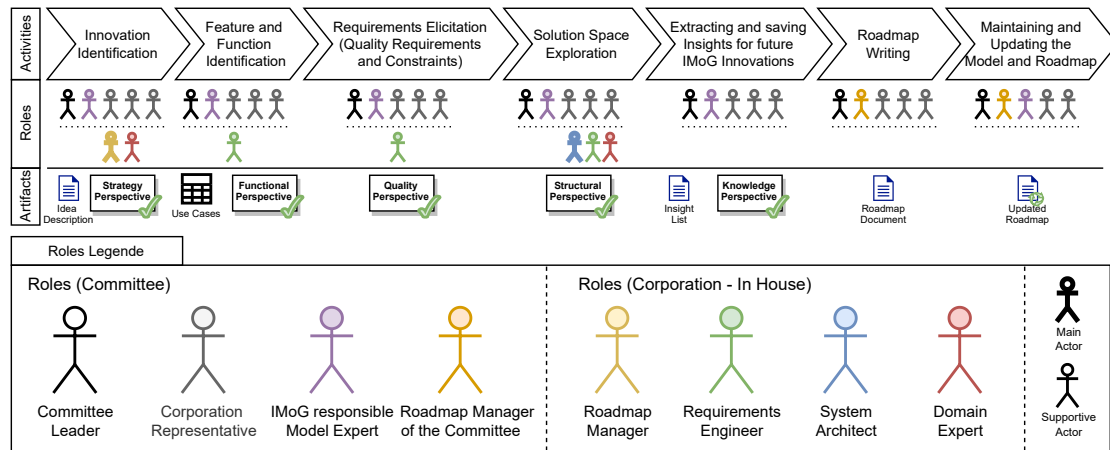 Activities
Innovation
Identification
Feature and
Function
Identification
Requirements Elicitation
(Quality Requirements
and Constraints)
Solution Space
Exploration
Extracting and saving
Insights for future
IMoG Innovations
Roadmap
Writing
Maintaining and
Updating the
Model and Roadmap
Roles
Artifacts
Idea
Description
Strategy
Perspective
Use Cases
Functional
Perspective
Quality
Perspective
Structural
Perspective
Insight
List
Knowledge
Perspective
Roadmap
Document
Updated
Roadmap
Roles Legende
Roles (Committee)
Roles (Corporation - In House)
Committee
Leader
Corporation
Representative
IMoG responsible
Model Expert
Roadmap Manager
of the Committee
Roadmap
Manager
Requirements
Engineer
System
Architect
Domain
Expert
Main
Actor
Supportive
Actor